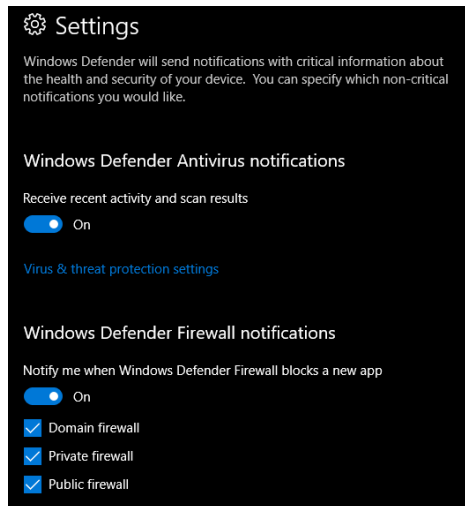 Settings
Windows Defender will send notifications with critical information about
the health and security of your device.  You can specify which non-critical
notifications you would like.
Windows Defender Antivirus notifications
Receive recent activity and scan results
On
Virus & threat protection settings
Windows Defender Firewall notifications
Notify me when Windows Defender Firewall blocks a new app
On
Domain firewall
Private firewall
Public firewall